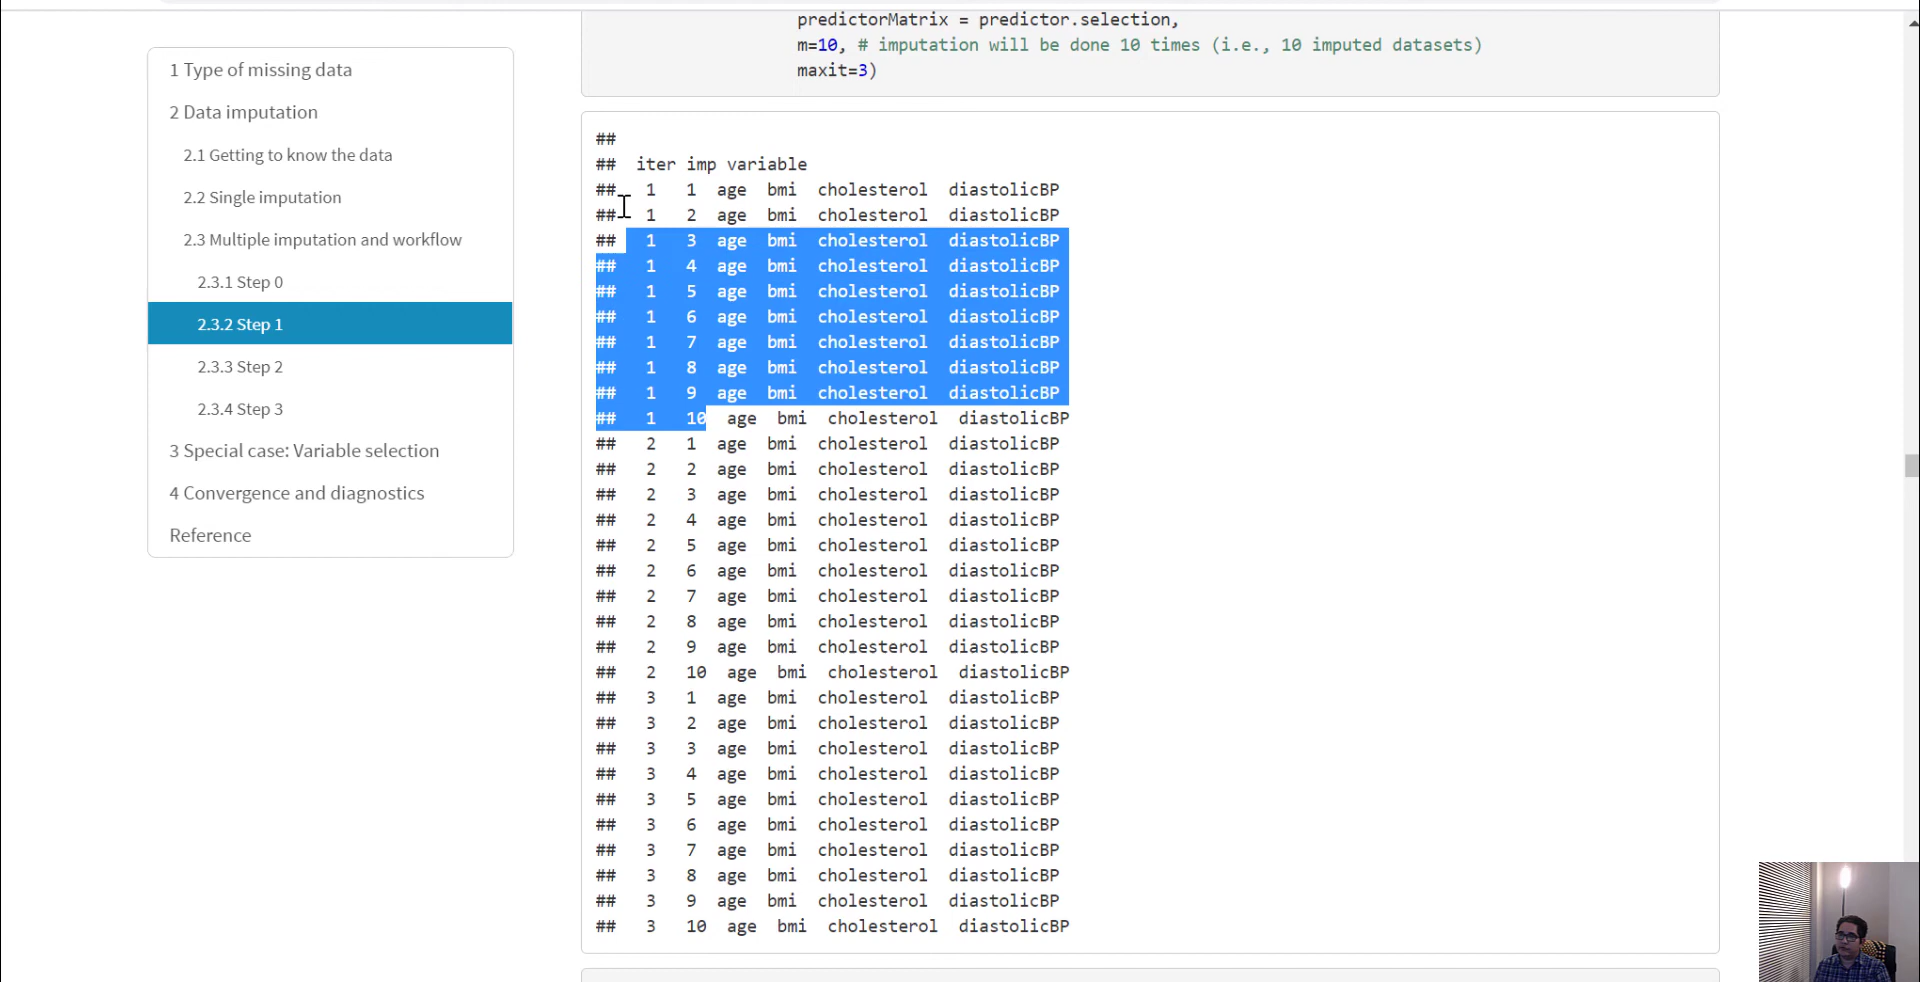 1 Type of missing data
2 Data imputation
2.1 Getting to know the data
2.2 Single imputation
2.3 Multiple imputation and workflow
2.3.1 Step 0
2.3.2 Step 1
2.3.3 Step 2
2.3.4 Step 3
3 Special case: Variable selection
4 Convergence and diagnostics
Reference
predictorMatrix = predictor.selection,
m=10, # imputation will be done 10 times (i.e., 10 imputed datasets)
maxit=3)
##
## iter imp variable
## 1 1 age bmi cholesterol diastolicBP
## 1 2 age bmi cholesterol diastolicBP
## 1 3 age bmi cholesterol diastolicBP
## 1 4 age bmi cholesterol diastolicBP
## 1 5 age bmi cholesterol diastolicBP
## 1 6 age bmi cholesterol diastolicBP
## 1 7 age bmi cholesterol diastolicBP
## 1 8 age bmi cholesterol diastolicBP
## 1 9 age bmi cholesterol diastolicBP
## 1 10 age bmi cholesterol diastolicBP
## 2 1 age bmi cholesterol diastolicBP
## 2 2 age bmi cholesterol diastolicBP
## 2 3 age bmi cholesterol diastolicBP
## 2 4 age bmi cholesterol diastolicBP
## 2 5 age bmi cholesterol diastolicBP
## 2 6 age bmi cholesterol diastolicBP
## 2 7 age bmi cholesterol diastolicBP
## 2 8 age bmi cholesterol diastolicBP
## 2 9 age bmi cholesterol diastolicBP
## 2 10 age bmi cholesterol diastolicBP
## 3 1 age bmi cholesterol diastolicBP
## 3 2 age bmi cholesterol diastolicBP
## 3 3 age bmi cholesterol diastolicBP
## 3 4 age bmi cholesterol diastolicBP
## 3 5 age bmi cholesterol diastolicBP
## 3 6 age bmi cholesterol diastolicBP
## 3 7 age bmi cholesterol diastolicBP
## 3 8 age bmi cholesterol diastolicBP
## 3 9 age bmi cholesterol diastolicBP
## 3 10 age bmi cholesterol diastolicBP